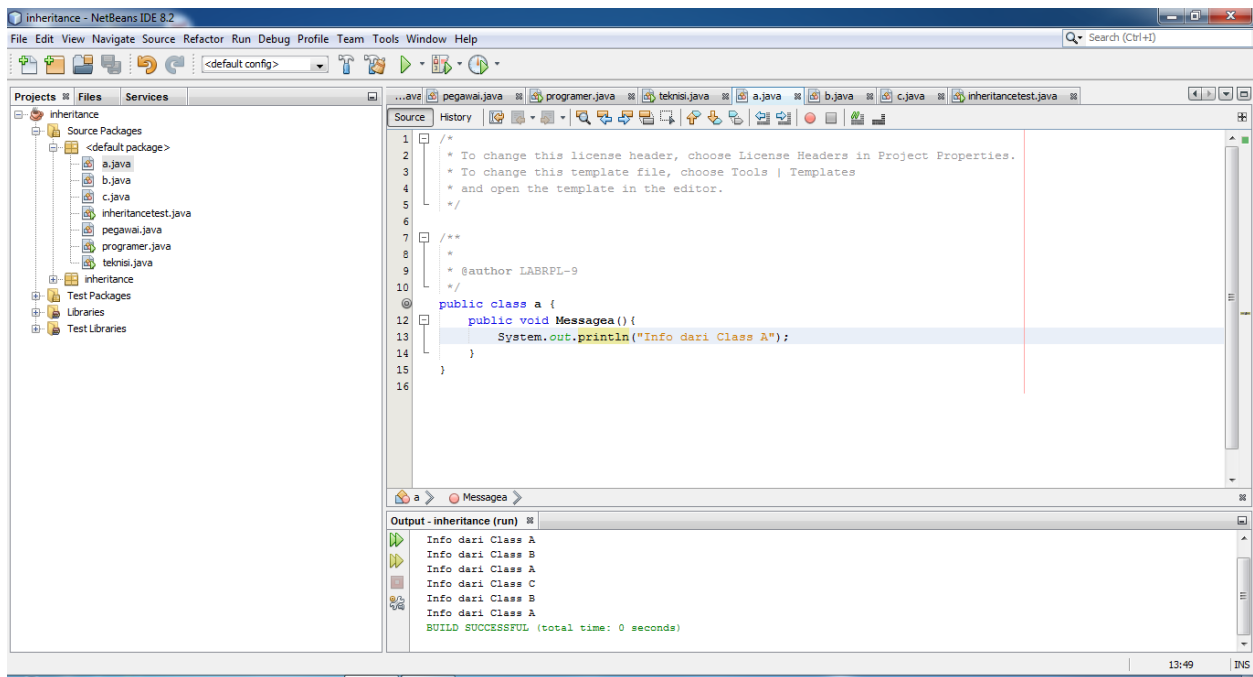 inheritance - NetBeans IDE 8.2
File Edit View Navigate Source Refactor Run Debug Profile Team Tools Window Help
Search (Ctrl+I)
<default config>
Projects Files Services
...ava pegawai.java programer.java teknisi.java a.java b.java c.java inheritancetest.java
Source History
inheritance
Source Packages
<default package>
a.java
b.java
c.java
inheritancetest.java
pegawai.java
programer.java
teknisi.java
inheritance
Test Packages
Libraries
Test Libraries
1 /*
2 * To change this license header, choose License Headers in Project Properties.
3 * To change this template file, choose Tools | Templates
4 * and open the template in the editor.
5 */
6
7 /**
8 *
9 * @author LABRPL-9
10 */
public class a {
12 public void Messagea(){
13 System.out.println("Info dari Class A");
14 }
15 }
16
a Messagea
Output - inheritance (run)
Info dari Class A
Info dari Class B
Info dari Class A
Info dari Class C
Info dari Class B
Info dari Class A
BUILD SUCCESSFUL (total time: 0 seconds)
13:49 INS